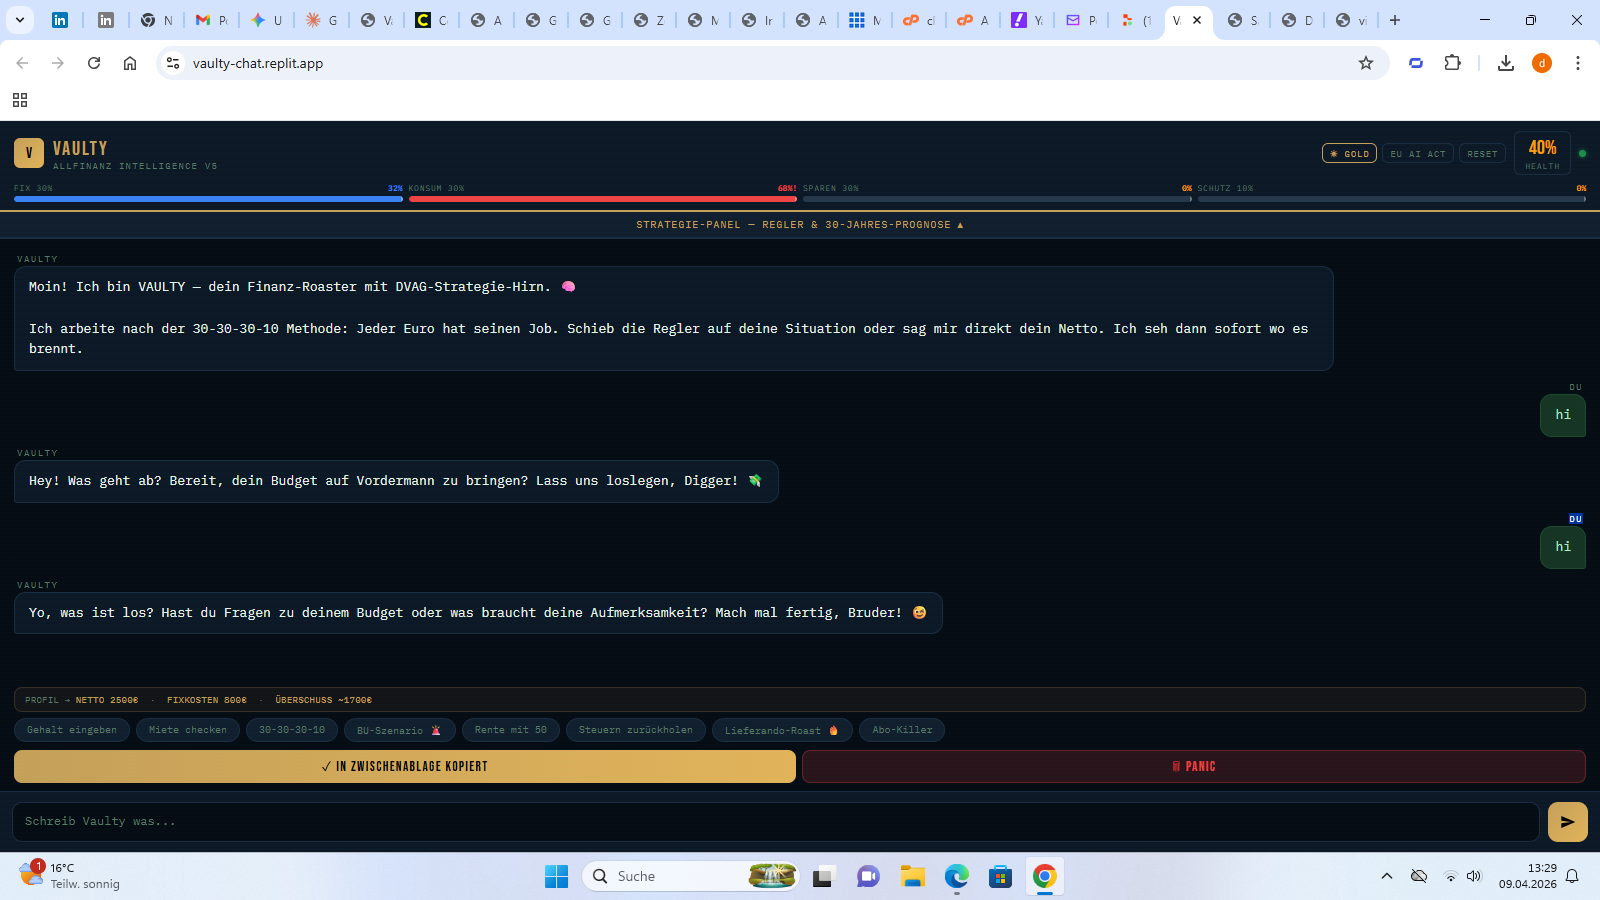 N
P
U
G
V
C
A
G
G
Z
M
Ir
A
M
cl
A
Y
P
(1
V
S
D
vi
vaulty-chat.replit.app
d
V
VAULTY
ALLFINANZ INTELLIGENCE V5
☀ GOLD
EU AI ACT
RESET
40%
HEALTH
FIX 30%
32%
KONSUM 30%
68%!
SPAREN 30%
0%
SCHUTZ 10%
0%
STRATEGIE-PANEL — REGLER & 30-JAHRES-PROGNOSE ▲
VAULTY
Moin! Ich bin VAULTY — dein Finanz-Roaster mit DVAG-Strategie-Hirn. 🧠
Ich arbeite nach der 30-30-30-10 Methode: Jeder Euro hat seinen Job. Schieb die Regler auf deine Situation oder sag mir direkt dein Netto. Ich seh dann sofort wo es
brennt.
DU
hi
VAULTY
Hey! Was geht ab? Bereit, dein Budget auf Vordermann zu bringen? Lass uns loslegen, Digger! 💸
DU
hi
VAULTY
Yo, was ist los? Hast du Fragen zu deinem Budget oder was braucht deine Aufmerksamkeit? Mach mal fertig, Bruder! 😄
PROFIL → NETTO 2500€ · FIXKOSTEN 800€ · ÜBERSCHUSS ~1700€
Gehalt eingeben
Miete checken
30-30-30-10
BU-Szenario 🚨
Rente mit 50
Steuern zurückholen
Lieferando-Roast 🔥
Abo-Killer
✓ IN ZWISCHENABLAGE KOPIERT
PANIC
Schreib Vaulty was...
1
16°C
Teilw. sonnig
Suche
13:29
09.04.2026